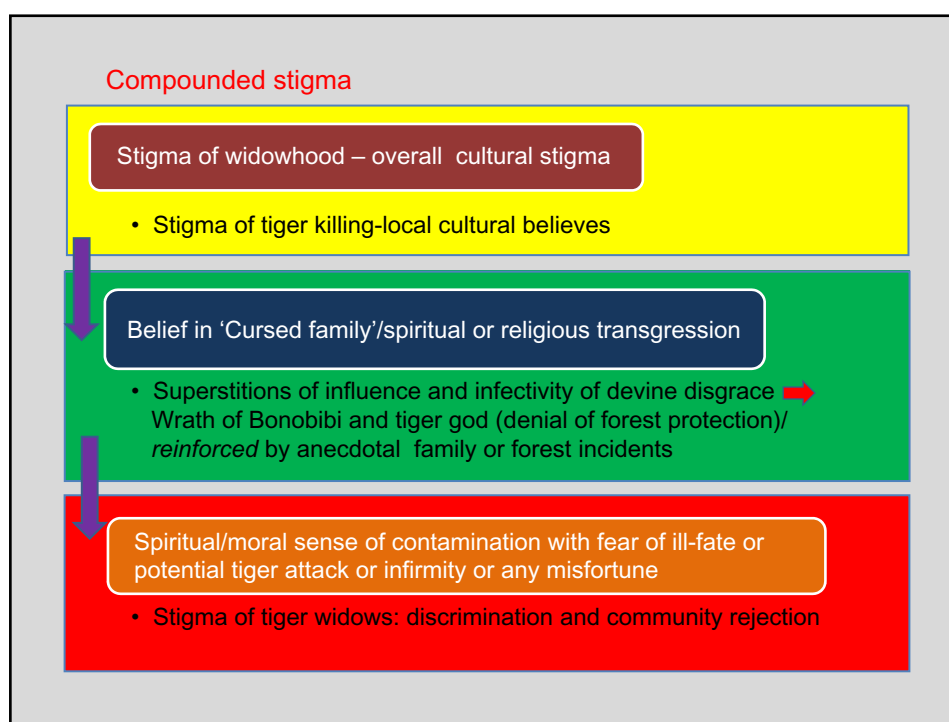 Compounded stigma
Stigma of widowhood – overall cultural stigma
• Stigma of tiger killing-local cultural believes
Belief in ‘Cursed family’/spiritual or religious transgression
• Superstitions of influence and infectivity of devine disgrace
Wrath of Bonobibi and tiger god (denial of forest protection)/
reinforced by anecdotal family or forest incidents
Spiritual/moral sense of contamination with fear of ill-fate or
potential tiger attack or infirmity or any misfortune
• Stigma of tiger widows: discrimination and community rejection